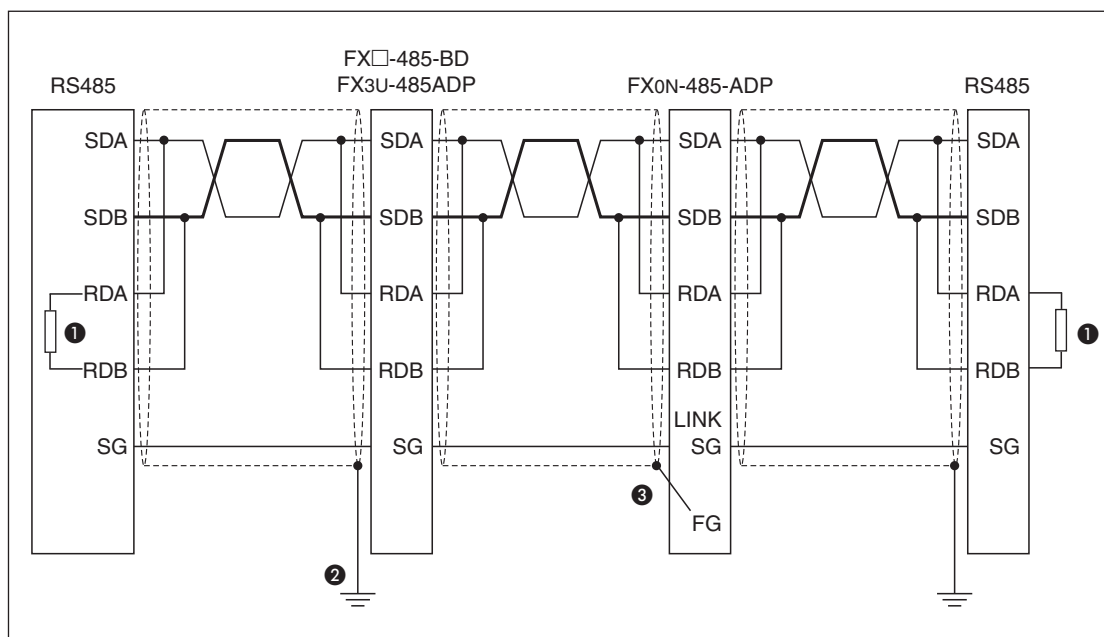 FX□-485-BD
RS485 FX3U-485ADP FX0N-485-ADP RS485
SDA SDA SDA SDA
SDB SDB SDB SDB
RDA RDA RDA RDA
❶ ❶
RDB RDB RDB RDB
LINK
SG SG SG SG
❸
FG
❷